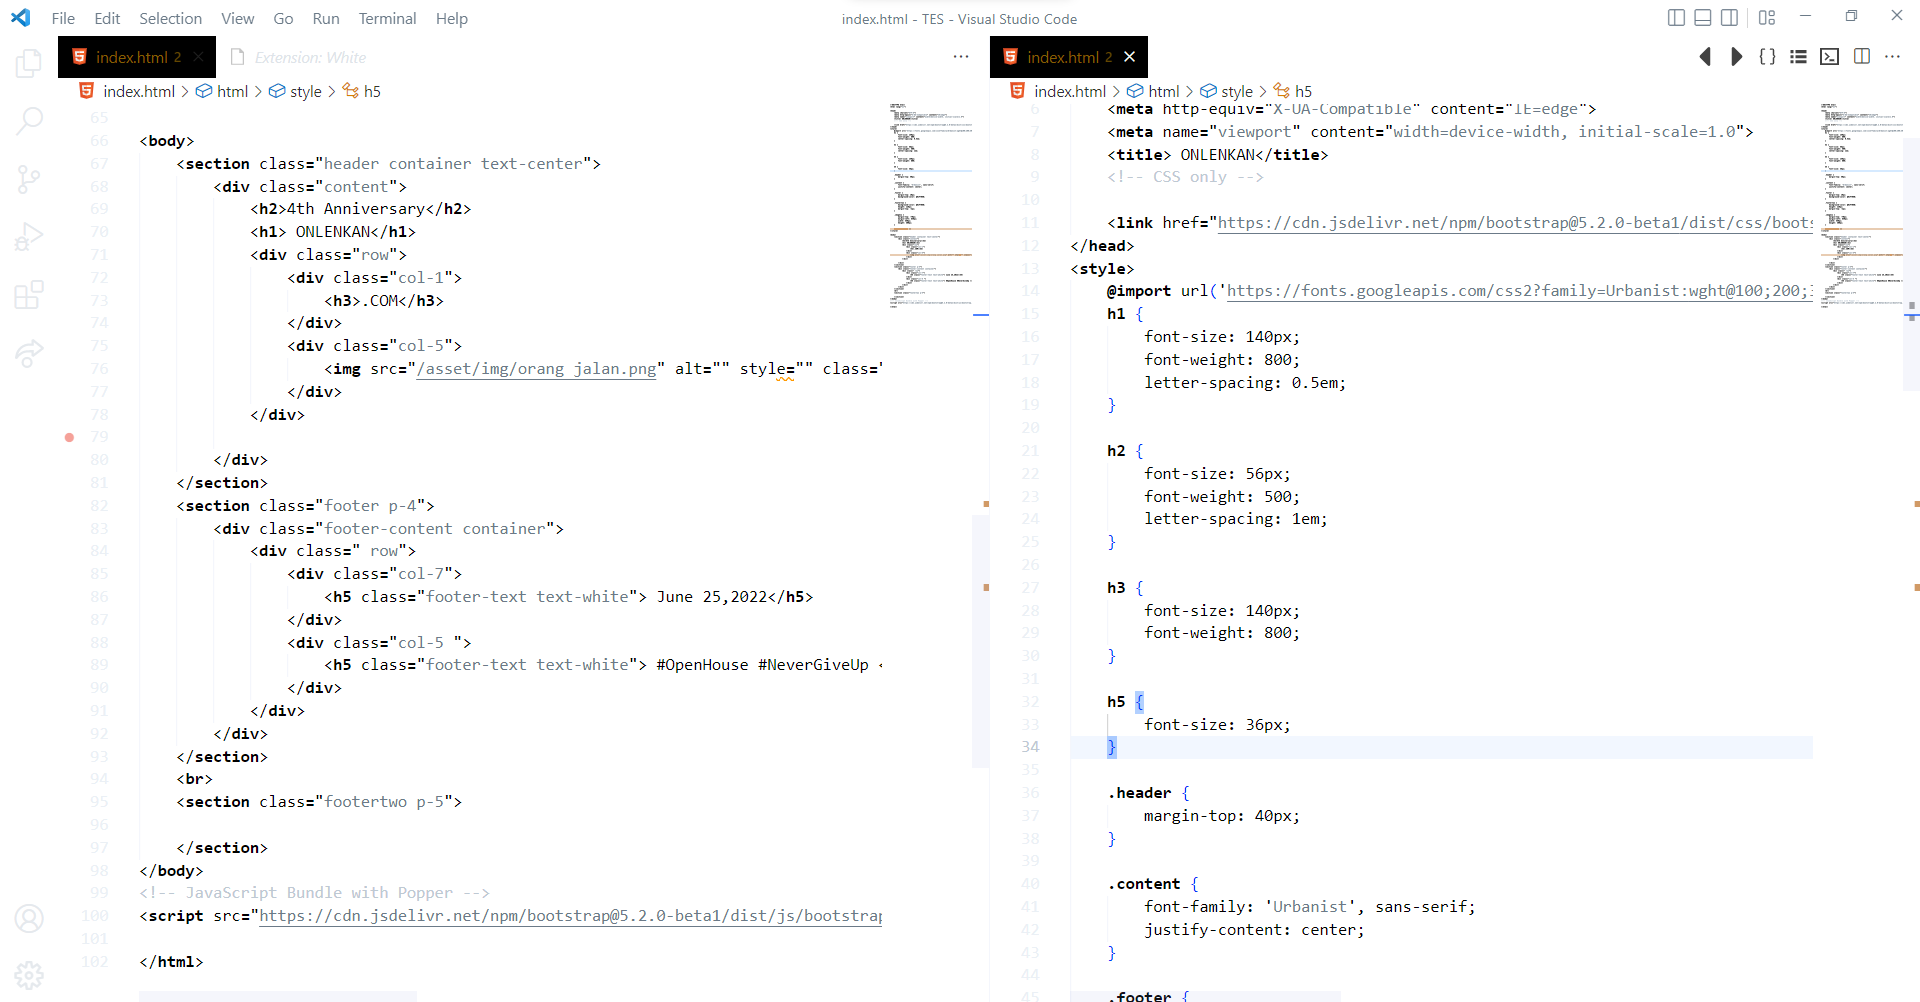 File Edit Selection View Go Run Terminal Help
index.html - TES - Visual Studio Code
index.html 2
Extension: White
index.html > html > style > h5
65
66 <body>
67 <section class="header container text-center">
68 <div class="content">
69 <h2>4th Anniversary</h2>
70 <h1> ONLENKAN</h1>
71 <div class="row">
72 <div class="col-1">
73 <h3>.COM</h3>
74 </div>
75 <div class="col-5">
76 <img src="/asset/img/orang jalan.png" alt="" style="" class="
77 </div>
78 </div>
79
80 </div>
81 </section>
82 <section class="footer p-4">
83 <div class="footer-content container">
84 <div class=" row">
85 <div class="col-7">
86 <h5 class="footer-text text-white"> June 25,2022</h5>
87 </div>
88 <div class="col-5 ">
89 <h5 class="footer-text text-white"> #OpenHouse #NeverGiveUp <
90 </div>
91 </div>
92 </div>
93 </section>
94 <br>
95 <section class="footertwo p-5">
96
97 </section>
98 </body>
99 <!-- JavaScript Bundle with Popper -->
100 <script src="https://cdn.jsdelivr.net/npm/bootstrap@5.2.0-beta1/dist/js/bootstrap
101
102 </html>
index.html 2
index.html > html > style > h5
6 <meta http-equiv="X-UA-Compatible" content="IE=edge">
7 <meta name="viewport" content="width=device-width, initial-scale=1.0">
8 <title> ONLENKAN</title>
9 <!-- CSS only -->
10
11 <link href="https://cdn.jsdelivr.net/npm/bootstrap@5.2.0-beta1/dist/css/boots
12 </head>
13 <style>
14 @import url('https://fonts.googleapis.com/css2?family=Urbanist:wght@100;200;3
15 h1 {
16 font-size: 140px;
17 font-weight: 800;
18 letter-spacing: 0.5em;
19 }
20
21 h2 {
22 font-size: 56px;
23 font-weight: 500;
24 letter-spacing: 1em;
25 }
26
27 h3 {
28 font-size: 140px;
29 font-weight: 800;
30 }
31
32 h5 {
33 font-size: 36px;
34 }
35
36 .header {
37 margin-top: 40px;
38 }
39
40 .content {
41 font-family: 'Urbanist', sans-serif;
42 justify-content: center;
43 }
44
45 .footer {